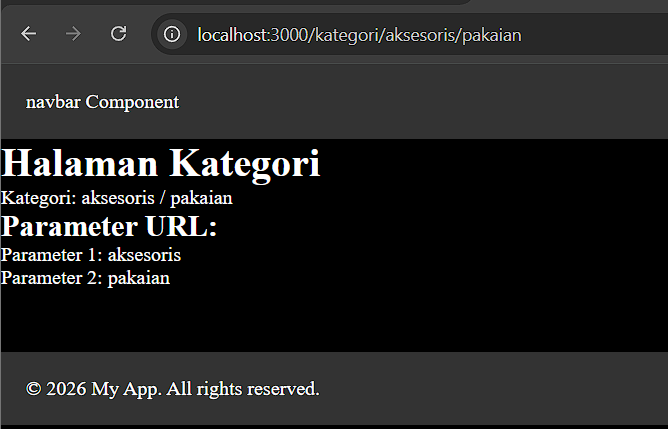 localhost:3000/kategori/aksesoris/pakaian
navbar Component
Halaman Kategori
Kategori: aksesoris / pakaian
Parameter URL:
Parameter 1: aksesoris
Parameter 2: pakaian
© 2026 My App. All rights reserved.